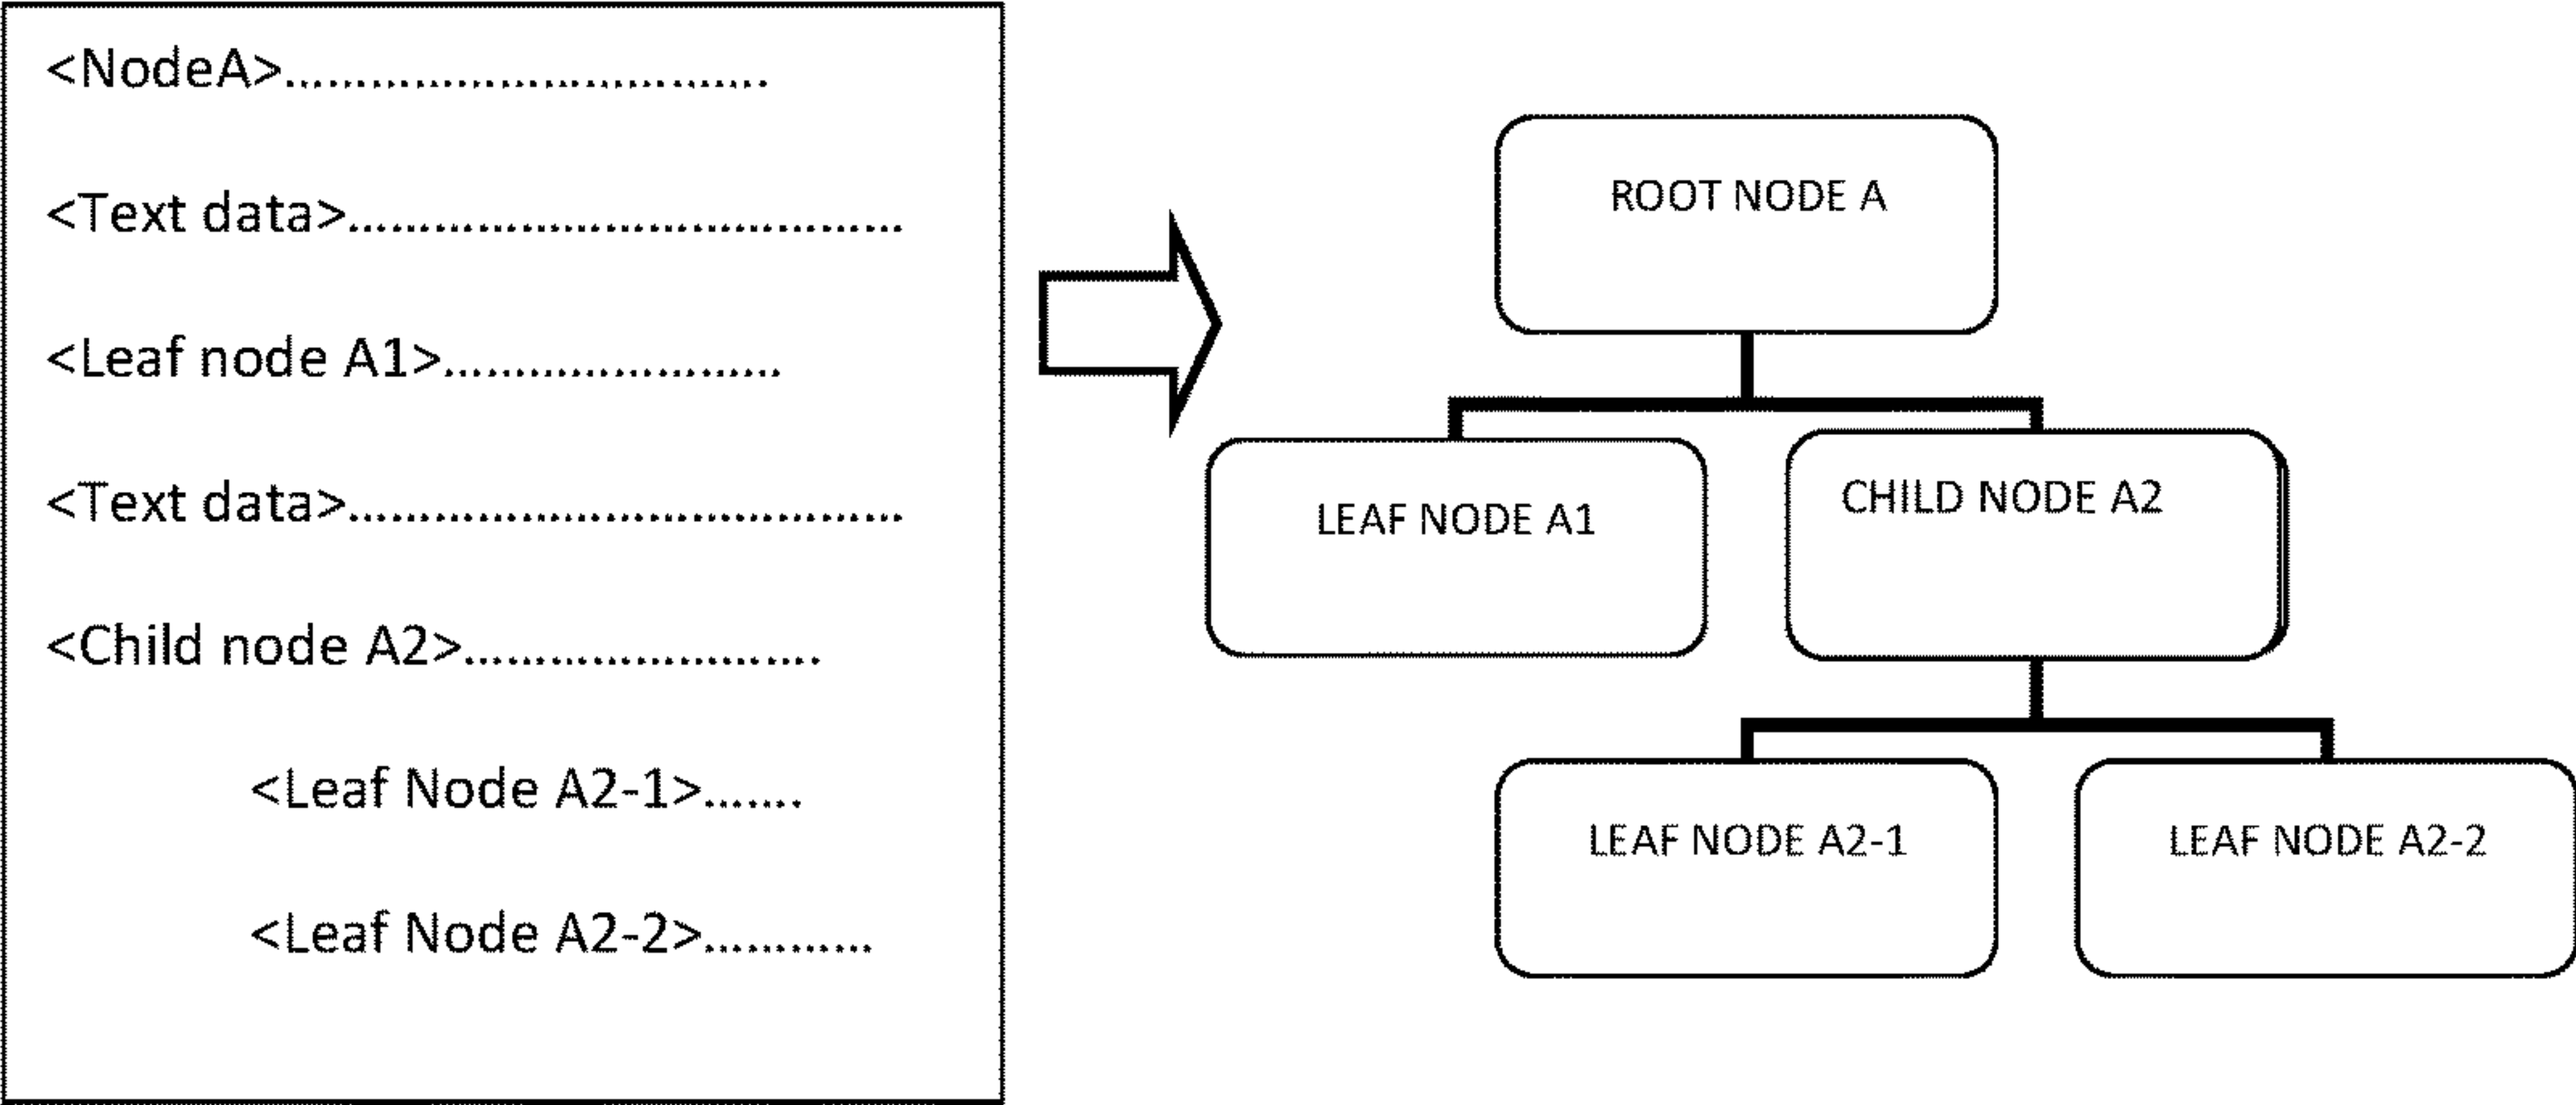 <NodeA>.................................
<Text data>......................................
<Leaf node A1>.......................
<Text data>......................................
<Child node A2>........................
<Leaf Node A2-1>.......
<Leaf Node A2-2>............
ROOT NODE A
LEAF NODE A1
CHILD NODE A2
LEAF NODE A2-1
LEAF NODE A2-2